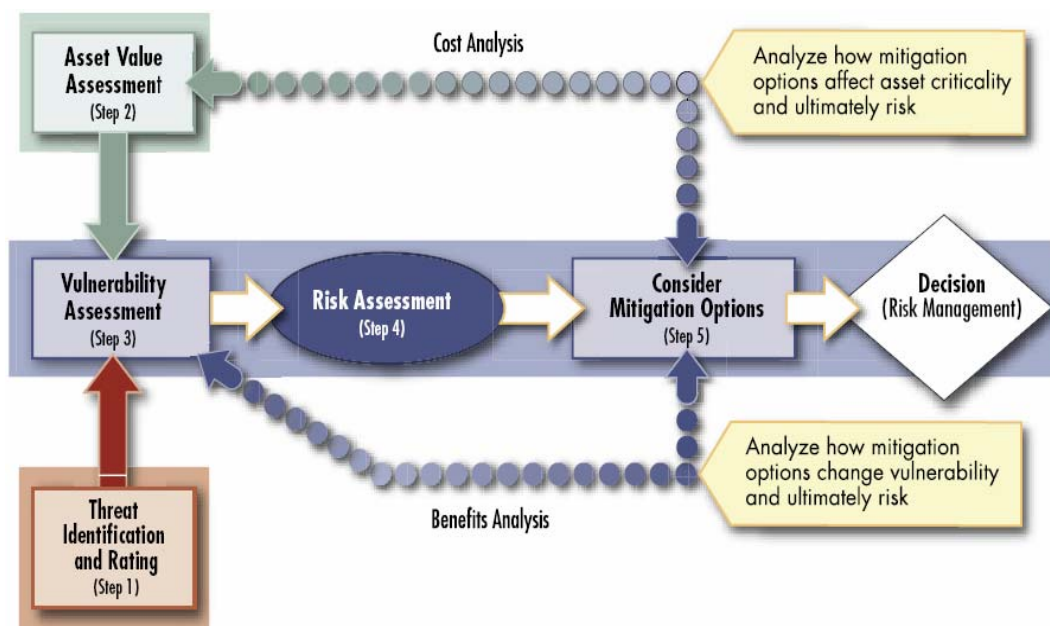 Asset Value
Assessment
(Step 2)
Cost Analysis
Analyze how mitigation
options affect asset criticality
and ultimately risk
Vulnerability
Assessment
(Step 3)
Risk Assessment
(Step 4)
Consider
Mitigation Options
(Step 5)
Decision
(Risk Management)
Threat
Identification
and Rating
(Step 1)
Benefits Analysis
Analyze how mitigation
options change vulnerability
and ultimately risk